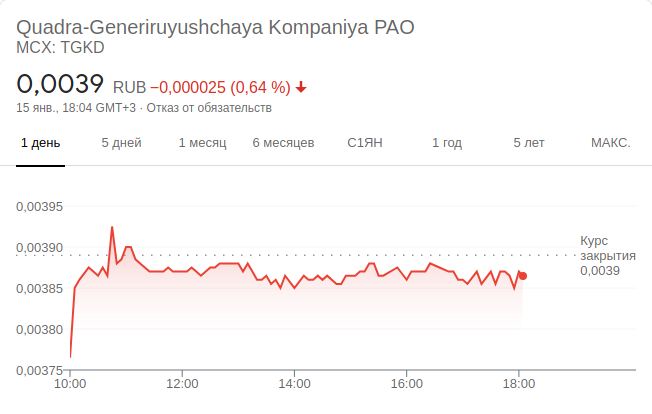 Quadra-Generiruyushchaya Kompaniya PAO
MCX: TGKD
0,0039 RUB −0,000025 (0,64 %) ↓
15 янв., 18:04 GMT+3 · Отказ от обязательств
1 день 5 дней 1 месяц 6 месяцев С1ЯН 1 год 5 лет МАКС.
0,00395
0,00390
0,00385
0,00380
0,00375
Курс
закрытия
0,0039
10:00 12:00 14:00 16:00 18:00